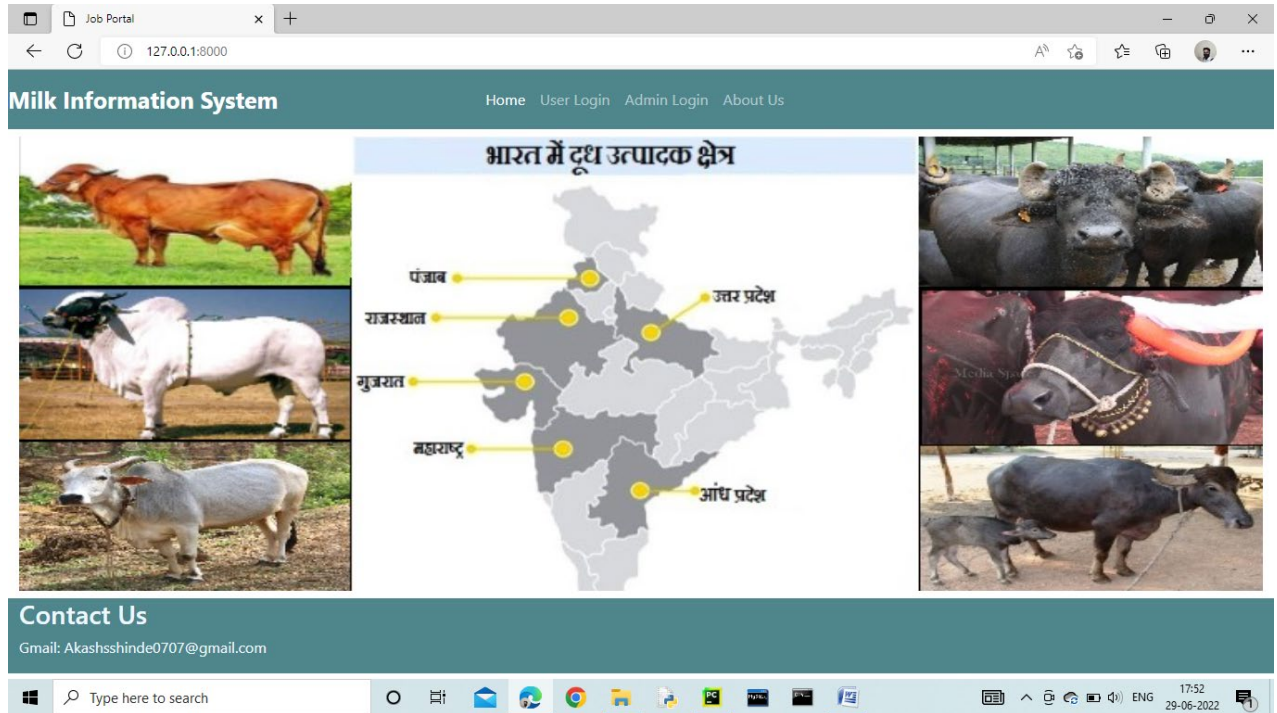 Job Portal
127.0.0.1:8000
Milk Information System
Home User Login Admin Login About Us
भारत में दूध उत्पादक क्षेत्र
पंजाब
उत्तर प्रदेश
राजस्थान
गुजरात
महाराष्ट्र
आंध प्रदेश
Media Spa
Contact Us
Gmail: Akashsshinde0707@gmail.com
Type here to search
ENG
17:52
29-06-2022